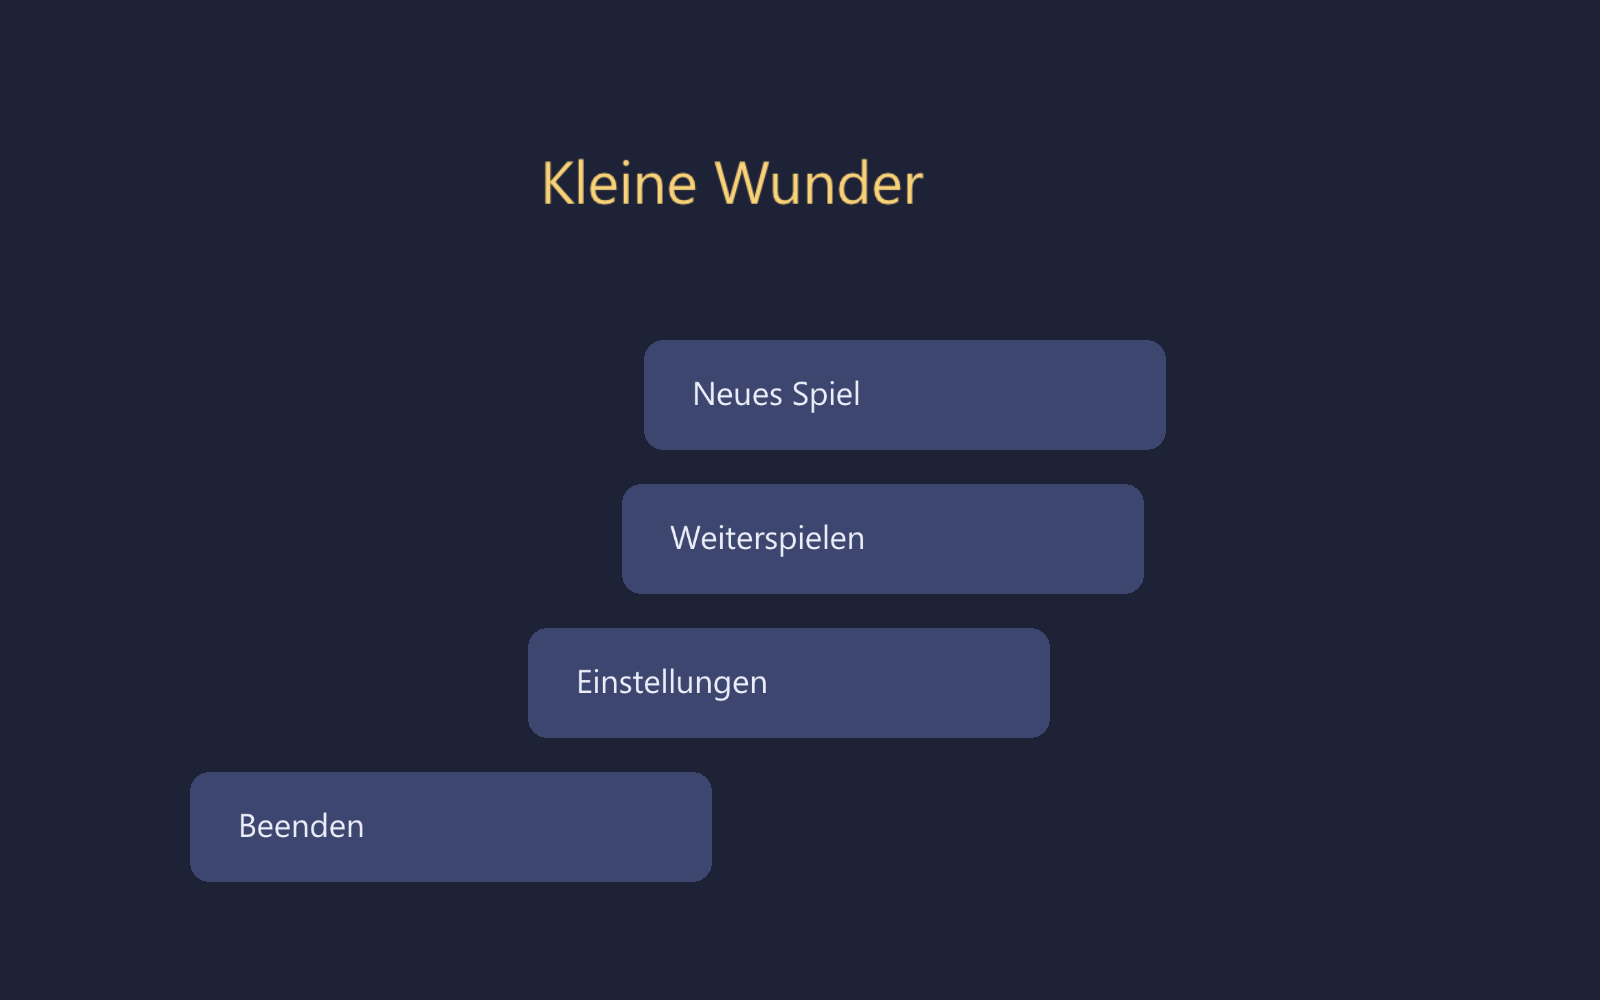 Kleine Wunder
Neues Spiel
Weiterspielen
Einstellungen
Beenden